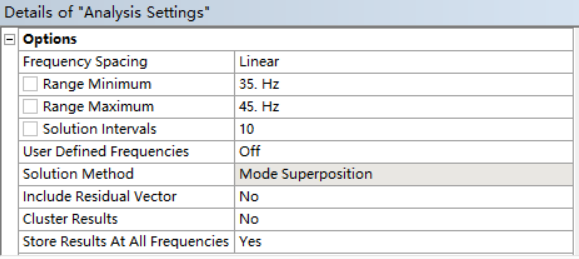 Details of "Analysis Settings"
Options
Frequency Spacing Linear
Range Minimum 35. Hz
Range Maximum 45. Hz
Solution Intervals 10
User Defined Frequencies Off
Solution Method Mode Superposition
Include Residual Vector No
Cluster Results No
Store Results At All Frequencies Yes